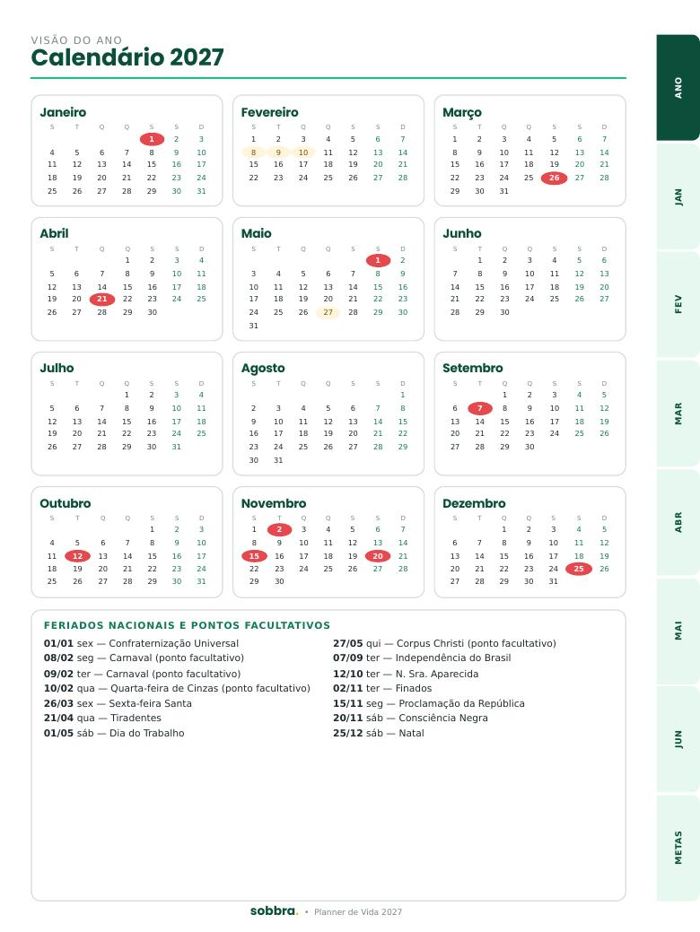 VISÃO DO ANO
Calendário 2027
Janeiro
S T Q Q S S D
1 2 3
4 5 6 7 8 9 10
11 12 13 14 15 16 17
18 19 20 21 22 23 24
25 26 27 28 29 30 31
Fevereiro
S T Q Q S S D
1 2 3 4 5 6 7
8 9 10 11 12 13 14
15 16 17 18 19 20 21
22 23 24 25 26 27 28
Março
S T Q Q S S D
1 2 3 4 5 6 7
8 9 10 11 12 13 14
15 16 17 18 19 20 21
22 23 24 25 26 27 28
29 30 31
Abril
S T Q Q S S D
1 2 3 4
5 6 7 8 9 10 11
12 13 14 15 16 17 18
19 20 21 22 23 24 25
26 27 28 29 30
Maio
S T Q Q S S D
1 2
3 4 5 6 7 8 9
10 11 12 13 14 15 16
17 18 19 20 21 22 23
24 25 26 27 28 29 30
31
Junho
S T Q Q S S D
1 2 3 4 5 6
7 8 9 10 11 12 13
14 15 16 17 18 19 20
21 22 23 24 25 26 27
28 29 30
Julho
S T Q Q S S D
1 2 3 4
5 6 7 8 9 10 11
12 13 14 15 16 17 18
19 20 21 22 23 24 25
26 27 28 29 30 31
Agosto
S T Q Q S S D
1
2 3 4 5 6 7 8
9 10 11 12 13 14 15
16 17 18 19 20 21 22
23 24 25 26 27 28 29
30 31
Setembro
S T Q Q S S D
1 2 3 4 5
6 7 8 9 10 11 12
13 14 15 16 17 18 19
20 21 22 23 24 25 26
27 28 29 30
Outubro
S T Q Q S S D
1 2 3
4 5 6 7 8 9 10
11 12 13 14 15 16 17
18 19 20 21 22 23 24
25 26 27 28 29 30 31
Novembro
S T Q Q S S D
1 2 3 4 5 6 7
8 9 10 11 12 13 14
15 16 17 18 19 20 21
22 23 24 25 26 27 28
29 30
Dezembro
S T Q Q S S D
1 2 3 4 5
6 7 8 9 10 11 12
13 14 15 16 17 18 19
20 21 22 23 24 25 26
27 28 29 30 31
FERIADOS NACIONAIS E PONTOS FACULTATIVOS
01/01 sex — Confraternização Universal
08/02 seg — Carnaval (ponto facultativo)
09/02 ter — Carnaval (ponto facultativo)
10/02 qua — Quarta-feira de Cinzas (ponto facultativo)
26/03 sex — Sexta-feira Santa
21/04 qua — Tiradentes
01/05 sáb — Dia do Trabalho
27/05 qui — Corpus Christi (ponto facultativo)
07/09 ter — Independência do Brasil
12/10 ter — N. Sra. Aparecida
02/11 ter — Finados
15/11 seg — Proclamação da República
20/11 sáb — Consciência Negra
25/12 sáb — Natal
sobbra. • Planner de Vida 2027
ANO
JAN
FEV
MAR
ABR
MAI
JUN
METAS